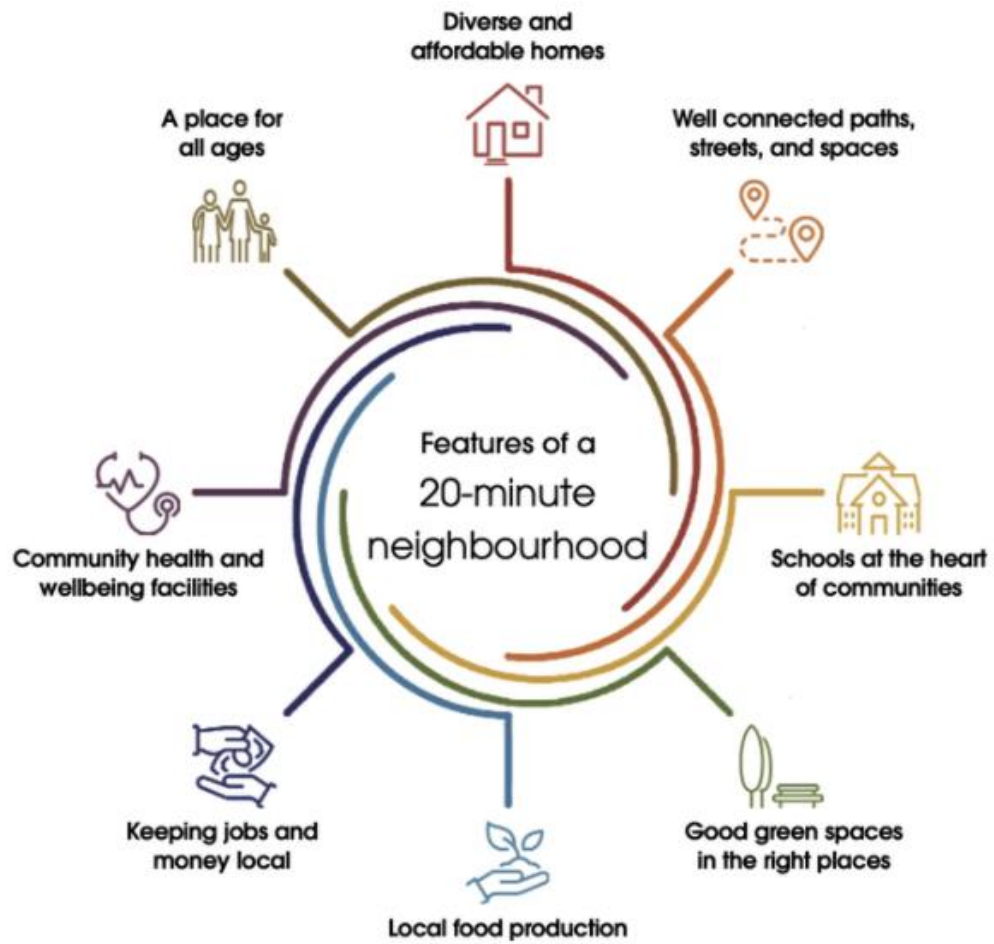 Diverse and
affordable homes
Well connected paths,
streets, and spaces
Schools at the heart
of communities
Good green spaces
in the right places
Local food production
Keeping jobs and
money local
Community health and
wellbeing facilities
A place for
all ages
Features of a
20-minute
neighbourhood